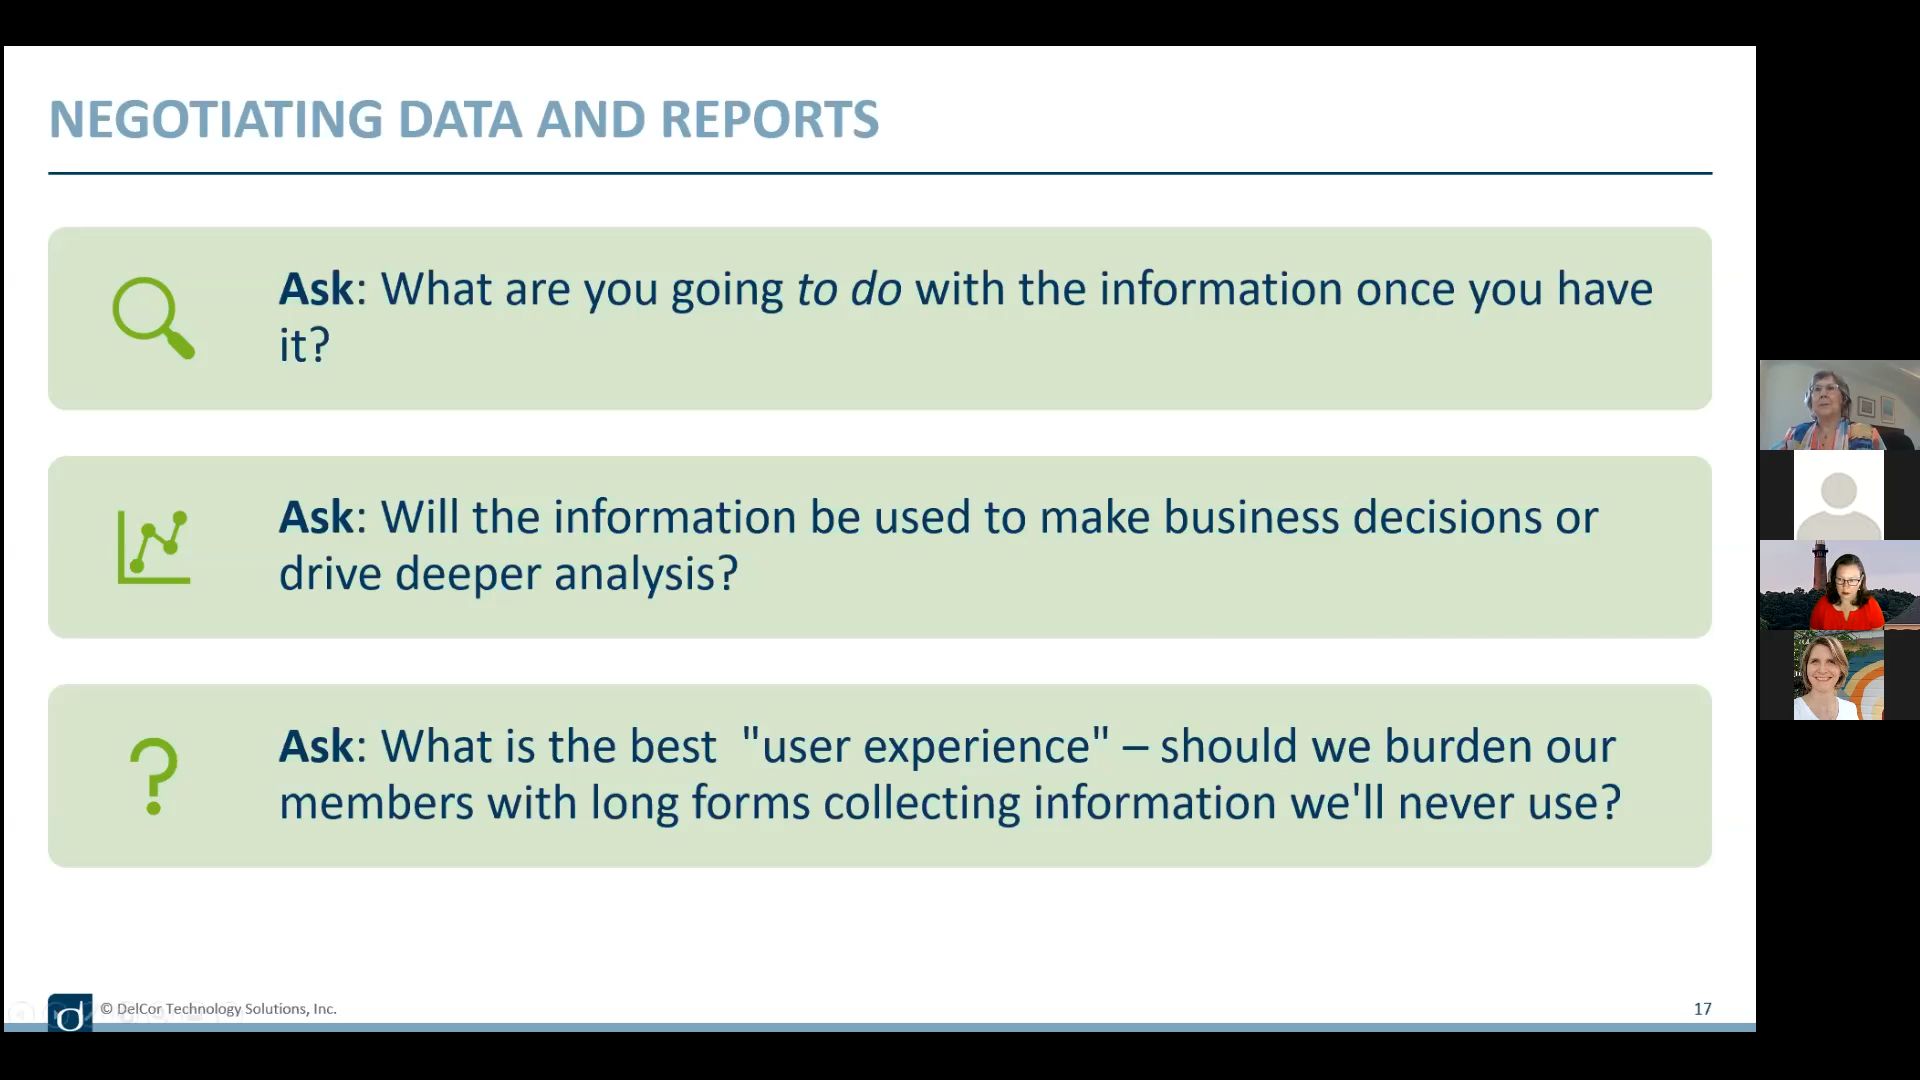 NEGOTIATING DATA AND REPORTS
Ask: What are you going to do with the information once you have
it?
Ask: Will the information be used to make business decisions or
drive deeper analysis?
Ask: What is the best  "user experience" – should we burden our
members with long forms collecting information we'll never use?
d
© DelCor Technology Solutions, Inc.
17